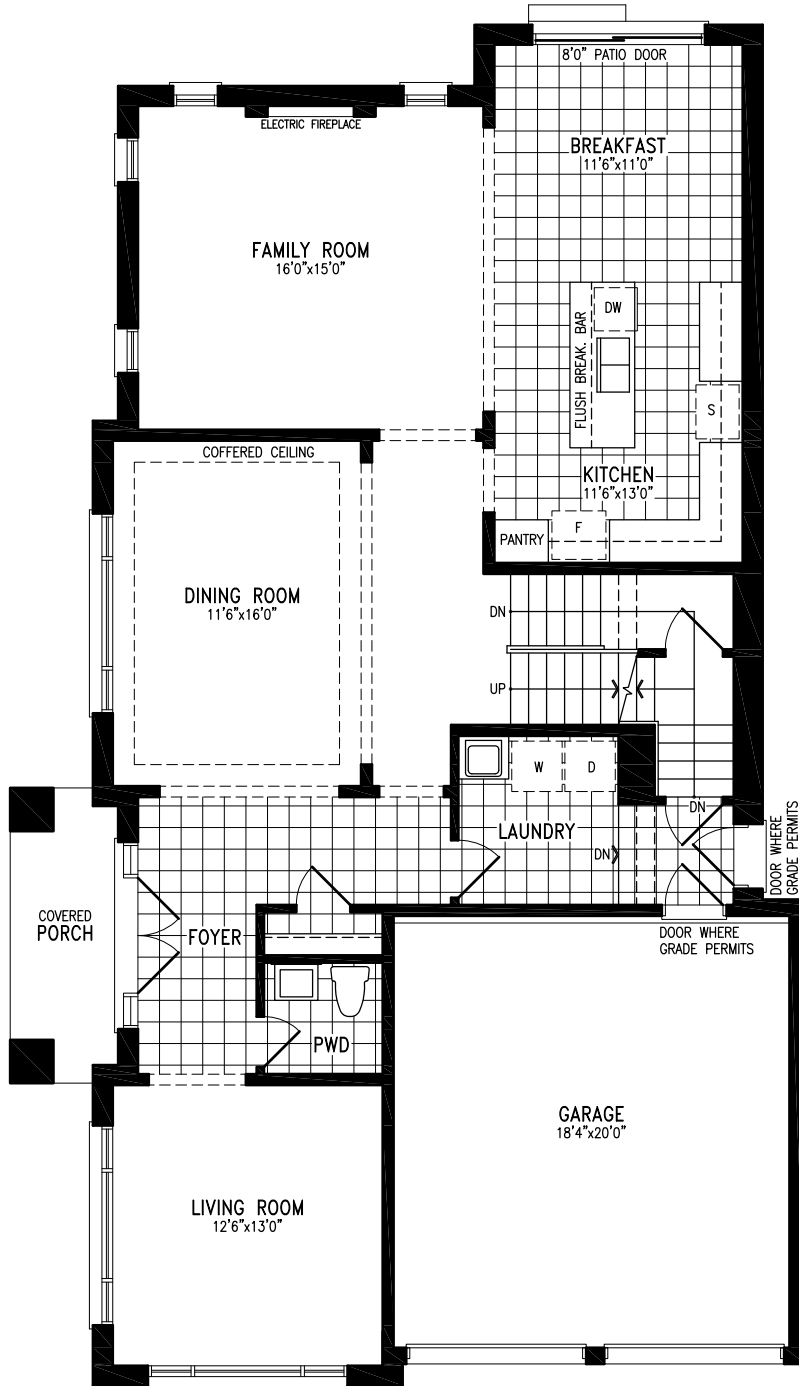 8'0" PATIO DOOR
ELECTRIC FIREPLACE
BREAKFAST
11'6"x11'0"
FAMILY ROOM
16'0"x15'0"
DW
FLUSH BREAK. BAR
S
COFFERED CEILING
KITCHEN
11'6"x13'0"
F
PANTRY
DINING ROOM
11'6"x16'0"
DN
UP
W
D
DN
LAUNDRY
DN
DOOR WHERE
GRADE PERMITS
COVERED
PORCH
FOYER
DOOR WHERE
GRADE PERMITS
PWD
GARAGE
18'4"x20'0"
LIVING ROOM
12'6"x13'0"